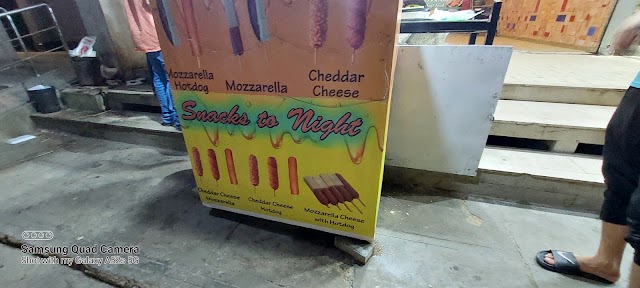 Mozzarella
Hotdog
Mozzarella
Cheddar
Cheese
Snacks to Night
Cheddar Cheese
Mozzarella
Cheddar Cheese
Hotdog
Mozzarella Cheese
with Hotdog
Samsung Quad Camera
Shot with my Galaxy A52s 5G